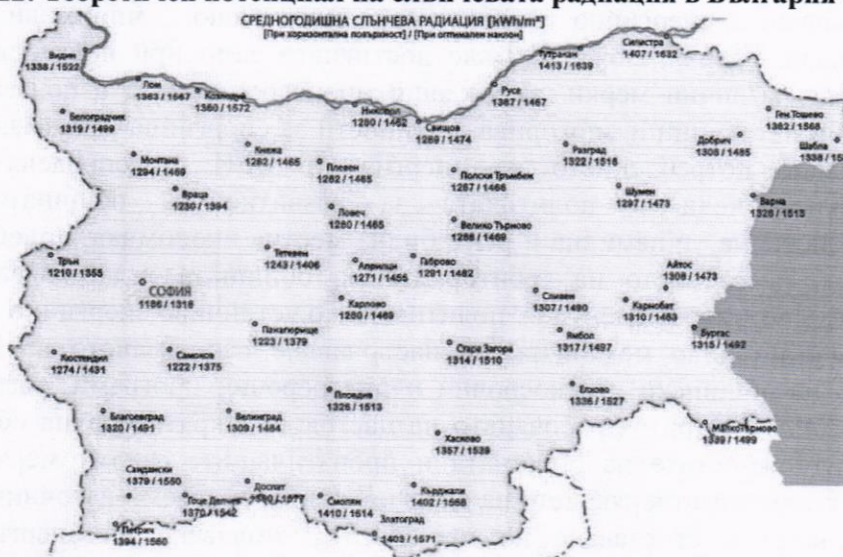 СРЕДНОГОДИШНА СЛЪНЧЕВА РАДИАЦИЯ [kWh/m²]
[При хоризонтална повърхност] / [При оптимален наклон]
Видин
1338 / 1522
Лом
1363 / 1567
1360 / 1572
Белоградчик
1319 / 1499
Монтана
1294 / 1469
Враца
1230 / 1394
Кнежа
1282 / 1465
Плевен
1282 / 1465
Никопол
1280 / 1462
Свищов
1289 / 1474
Русе
1387 / 1467
Тутракан
1413 / 1639
Силистра
1407 / 1632
Ген.Тошево
1362 / 1566
Добрич
1308 / 1485
Шабла
Разград
1322 / 1516
Шумен
1297 / 1473
Варна
1328 / 1513
Полски Тръмбеш
1287 / 1466
Велико Търново
1288 / 1469
Ловеч
1280 / 1465
Тетевен
1243 / 1406
Априлци
1271 / 1455
Габрово
1291 / 1482
Трън
1210 / 1355
СОФИЯ
1186 / 1318
Карлово
1280 / 1469
Панагюрище
1223 / 1379
Сливен
1307 / 1490
Айтос
1308 / 1473
Карнобат
1310 / 1483
Ямбол
1317 / 1497
Бургас
1315 / 1492
Стара Загора
1314 / 1510
Кюстендил
1274 / 1431
Самоков
1222 / 1375
Пловдив
1326 / 1513
Елхово
1336 / 1527
Благоевград
1320 / 1491
Велинград
1309 / 1484
Хасково
1357 / 1539
Малко Търново
1339 / 1499
Сандански
1379 / 1550
Гоце Делчев
1370 / 1542
Доспат
Смолян
1410 / 1614
Кърджали
1402 / 1568
Златоград
1403 / 1571
Петрич
1394 / 1560